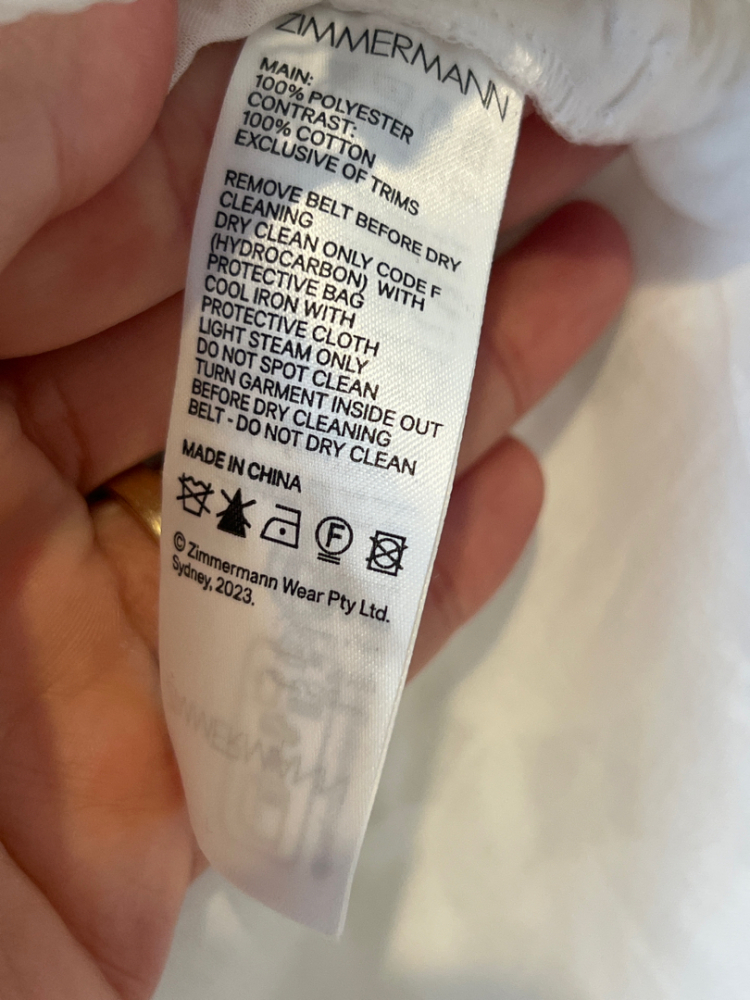 ZIMMERMANN
MAIN:
100% POLYESTER
CONTRAST:
100% COTTON
EXCLUSIVE OF TRIMS
REMOVE BELT BEFORE DRY
CLEANING
DRY CLEAN ONLY CODE F
(HYDROCARBON) WITH
PROTECTIVE BAG
COOL IRON WITH
PROTECTIVE CLOTH
LIGHT STEAM ONLY
DO NOT SPOT CLEAN
TURN GARMENT INSIDE OUT
BEFORE DRY CLEANING
BELT - DO NOT DRY CLEAN
MADE IN CHINA
F
© Zimmermann Wear Pty Ltd.
Sydney, 2023.